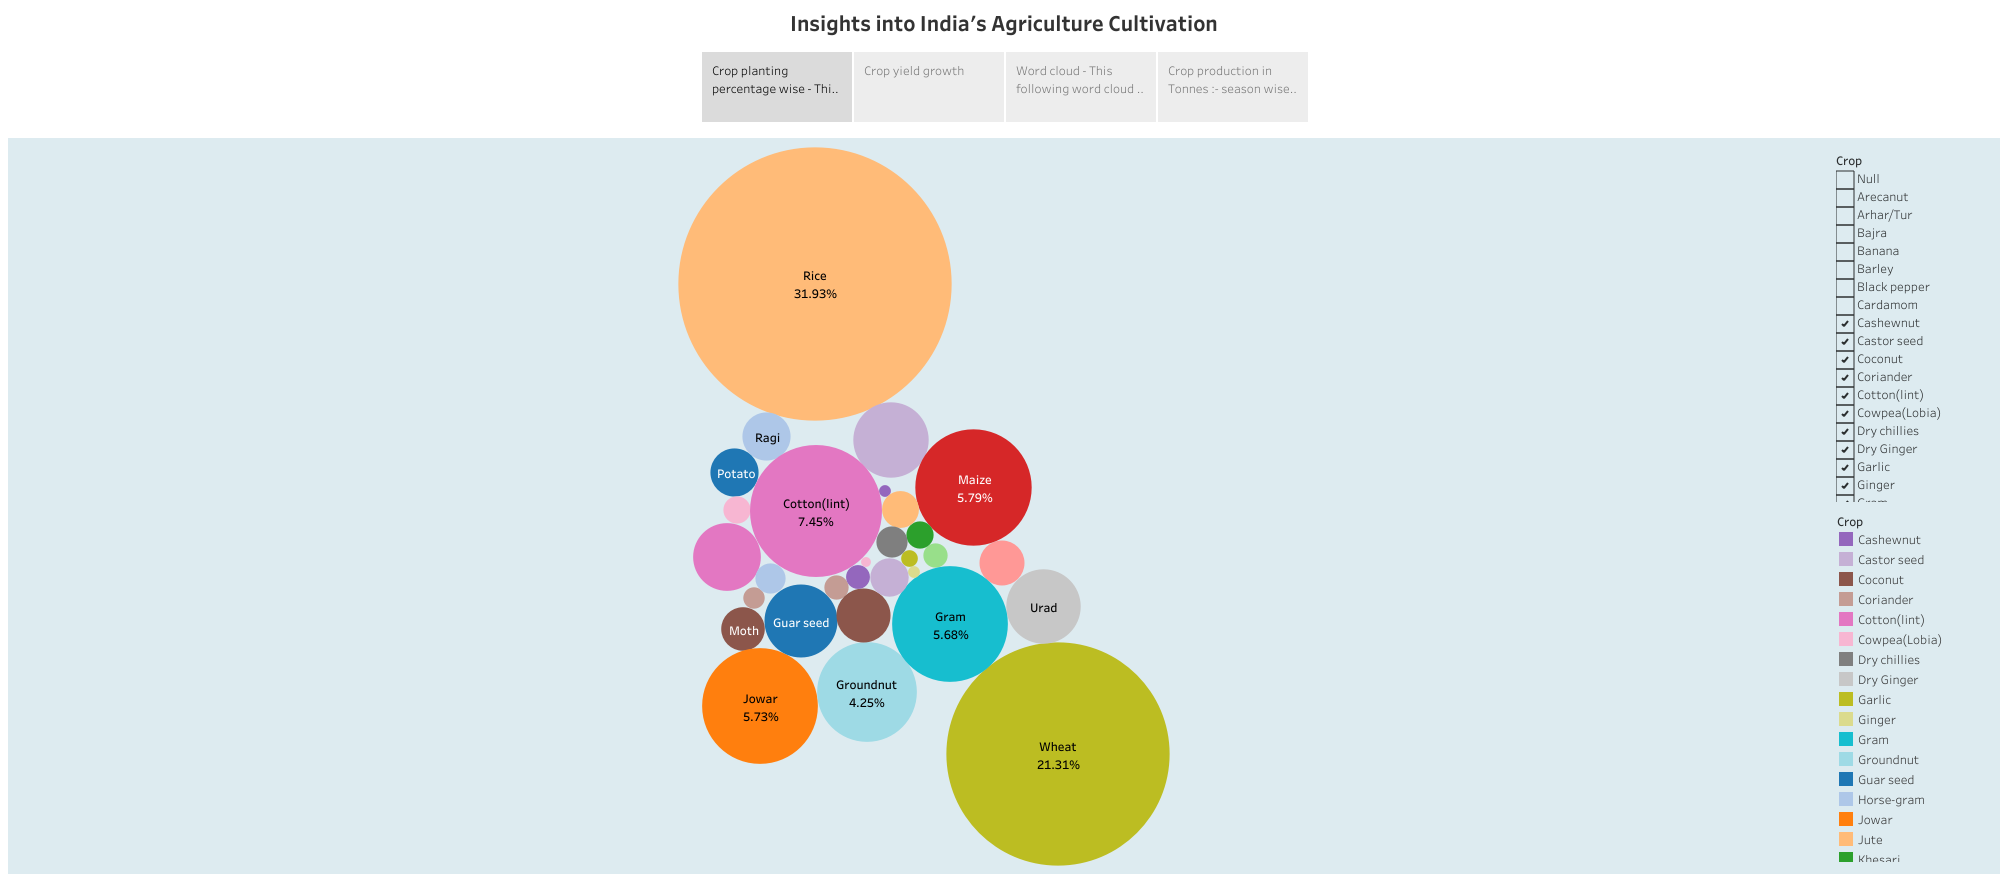 Insights into India’s Agriculture Cultivation
Crop planting
percentage wise - Thi..
Crop yield growth
Word cloud - This
following word cloud ..
Crop production in
Tonnes :- season wise..
Rice
31.93%
Ragi
Potato
Cotton(lint)
7.45%
Maize
5.79%
Moth
Guar seed
Gram
5.68%
Urad
Jowar
5.73%
Groundnut
4.25%
Wheat
21.31%
Crop
Null
Arecanut
Arhar/Tur
Bajra
Banana
Barley
Black pepper
Cardamom
Cashewnut
Castor seed
Coconut
Coriander
Cotton(lint)
Cowpea(Lobia)
Dry chillies
Dry Ginger
Garlic
Ginger
Gram
Crop
Cashewnut
Castor seed
Coconut
Coriander
Cotton(lint)
Cowpea(Lobia)
Dry chillies
Dry Ginger
Garlic
Ginger
Gram
Groundnut
Guar seed
Horse-gram
Jowar
Jute
Khesari